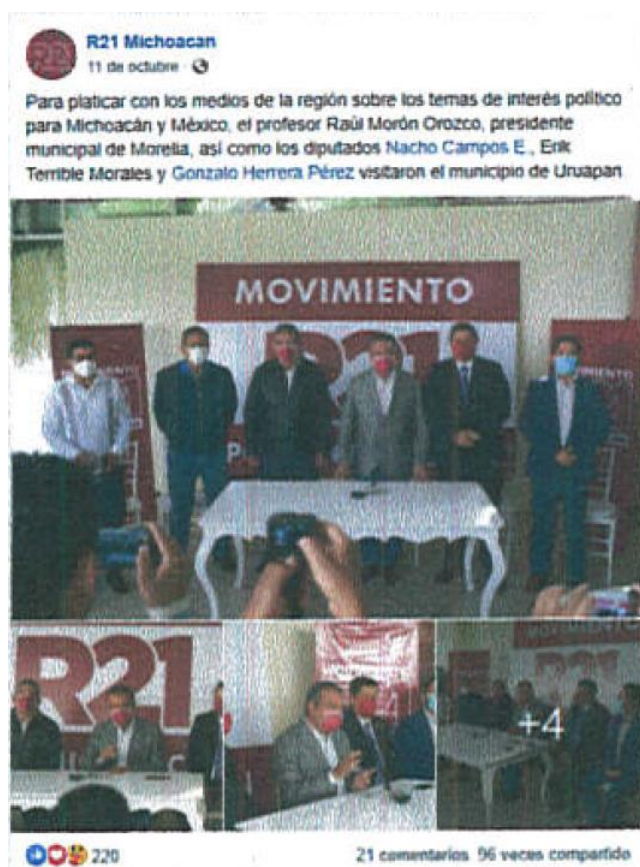 R21 Michoacan
11 de octubre
Para platicar con los medios de la región sobre los temas de interés político
para Michoacán y México, el profesor Raúl Morón Orozco, presidente
municipal de Morelia, así como los diputados Nacho Campos E., Erik
Terrible Morales y Gonzalo Herrera Pérez visitaron el municipio de Uruapan
MOVIMIENTO
R21
MOVIMIENTO
R21
+4
220
21 comentarios 96 veces compartido